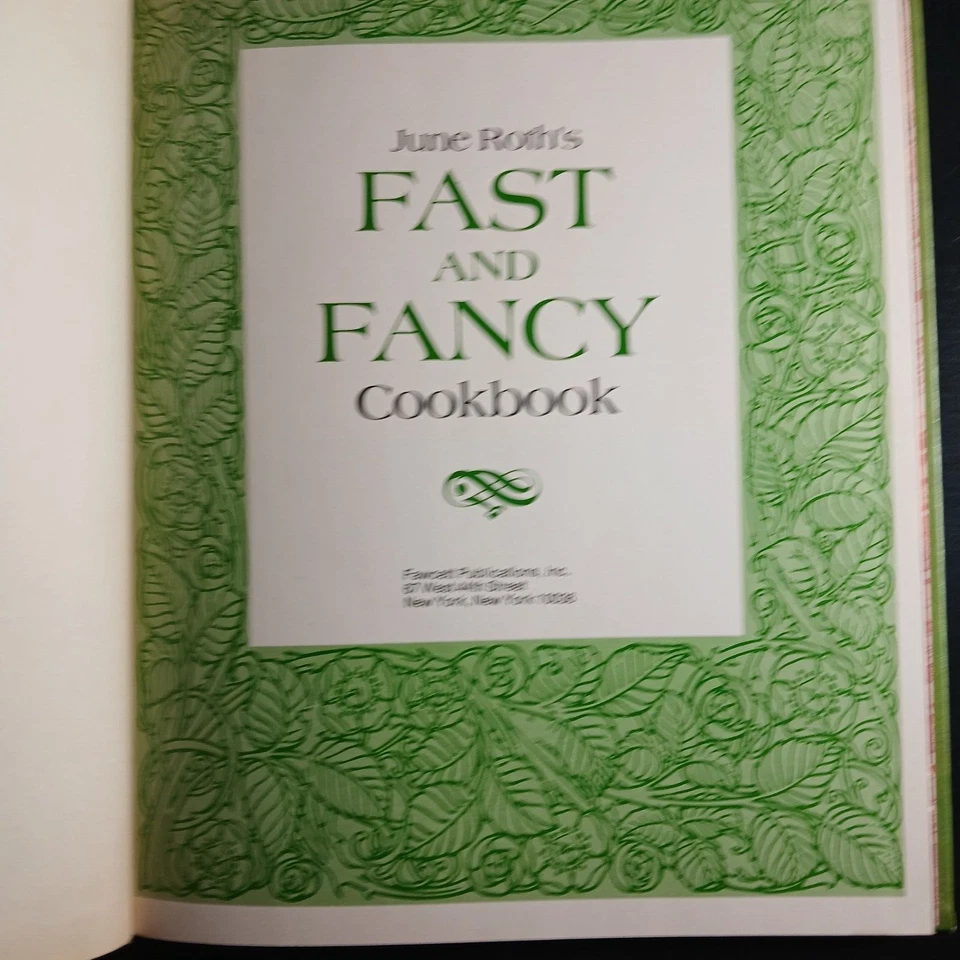 June Roth's
FAST
AND
FANCY
Cookbook
Fawcett Publications, Inc.
67 West 44th Street
New York, New York 10036